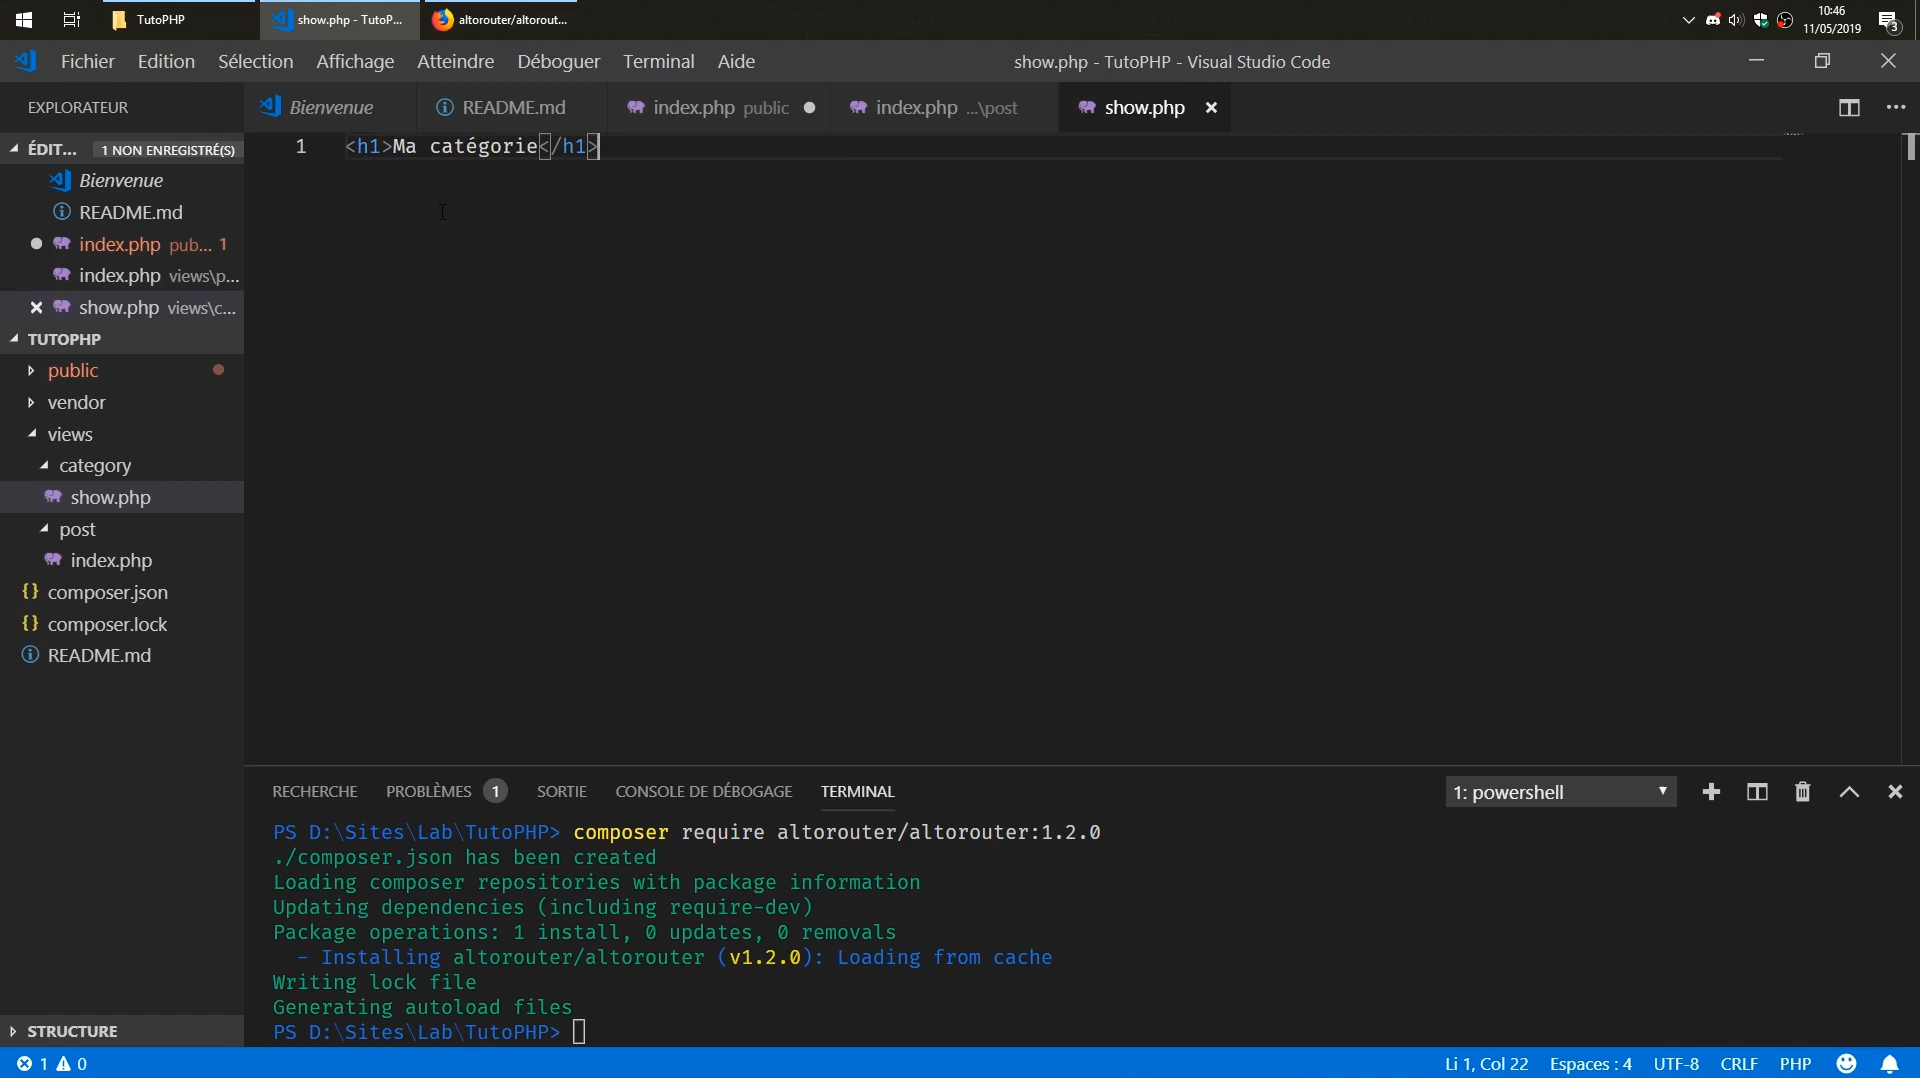 TutoPHP
show.php - TutoP...
altorouter/altorout...
10:46
11/05/2019
3
Fichier Edition Sélection Affichage Atteindre Déboguer Terminal Aide
show.php - TutoPHP - Visual Studio Code
EXPLORATEUR
Bienvenue
README.md
index.php public
index.php ...\post
show.php
ÉDIT... 1 NON ENREGISTRÉ(S)
Bienvenue
README.md
index.php pub... 1
index.php views\p...
show.php views\c...
TUTOPHP
public
vendor
views
category
show.php
post
index.php
composer.json
composer.lock
README.md
STRUCTURE
1 <h1>Ma catégorie</h1>
RECHERCHE PROBLÈMES 1 SORTIE CONSOLE DE DÉBOGAGE TERMINAL
1: powershell
PS D:\Sites\Lab\TutoPHP> composer require altorouter/altorouter:1.2.0
./composer.json has been created
Loading composer repositories with package information
Updating dependencies (including require-dev)
Package operations: 1 install, 0 updates, 0 removals
- Installing altorouter/altorouter (v1.2.0): Loading from cache
Writing lock file
Generating autoload files
PS D:\Sites\Lab\TutoPHP>
1 0
Li 1, Col 22 Espaces : 4 UTF-8 CRLF PHP